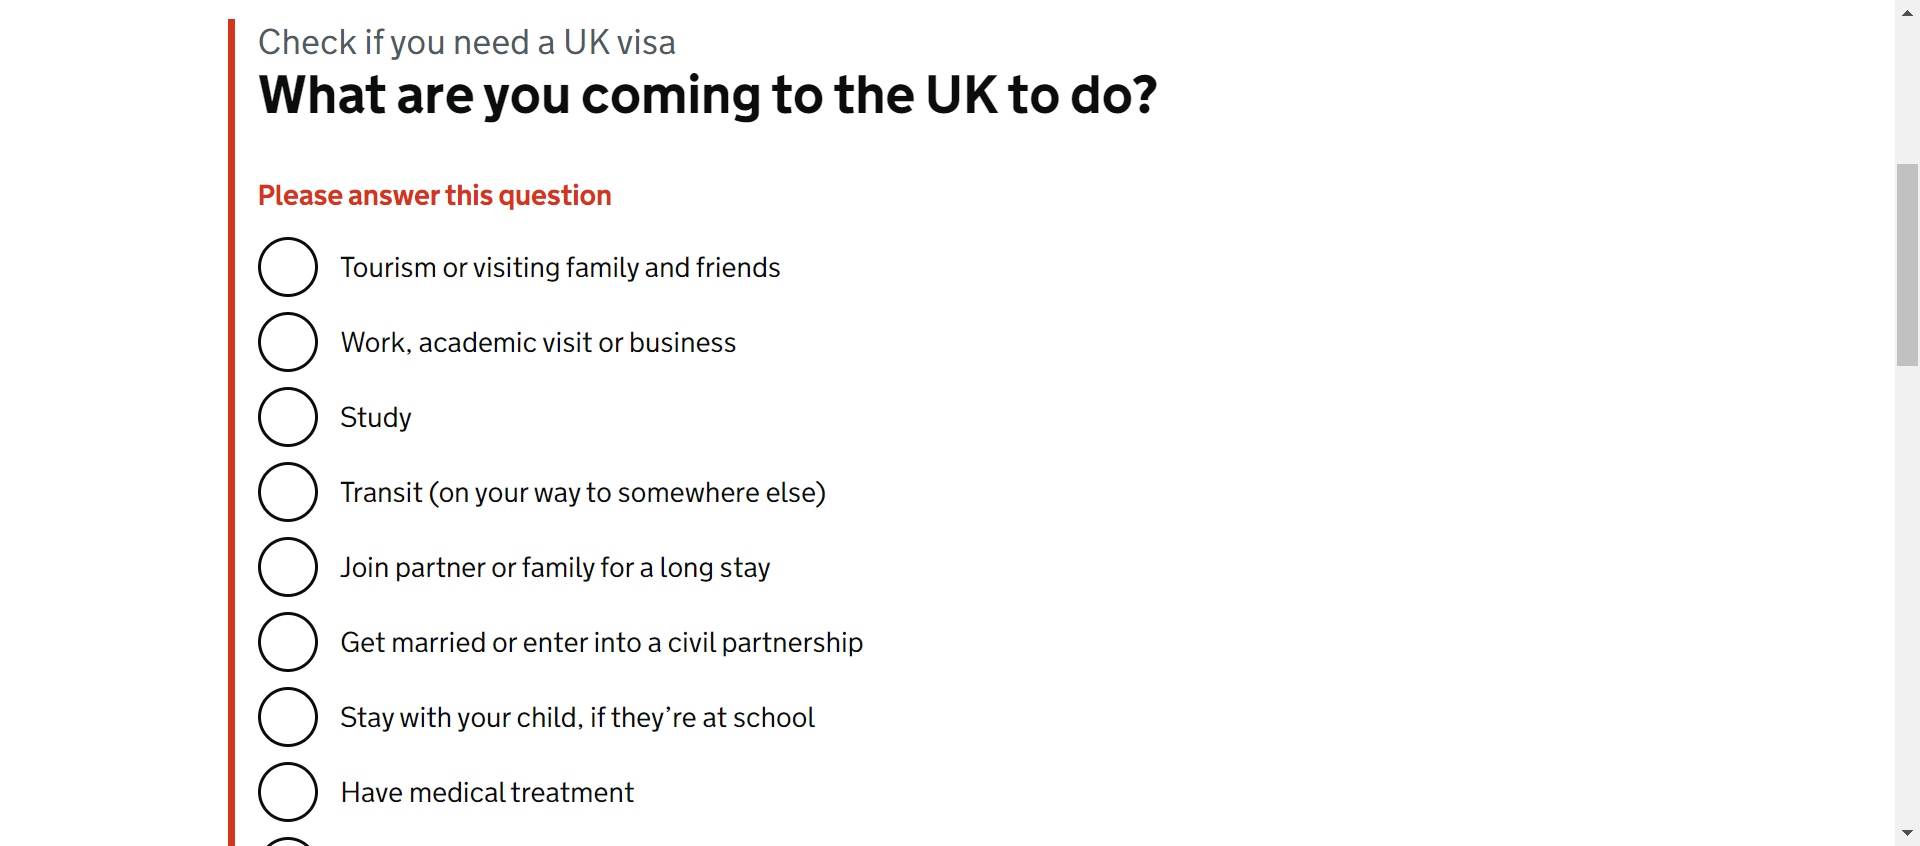 Check if you need a UK visa
What are you coming to the UK to do?
Please answer this question
Tourism or visiting family and friends
Work, academic visit or business
Study
Transit (on your way to somewhere else)
Join partner or family for a long stay
Get married or enter into a civil partnership
Stay with your child, if they’re at school
Have medical treatment